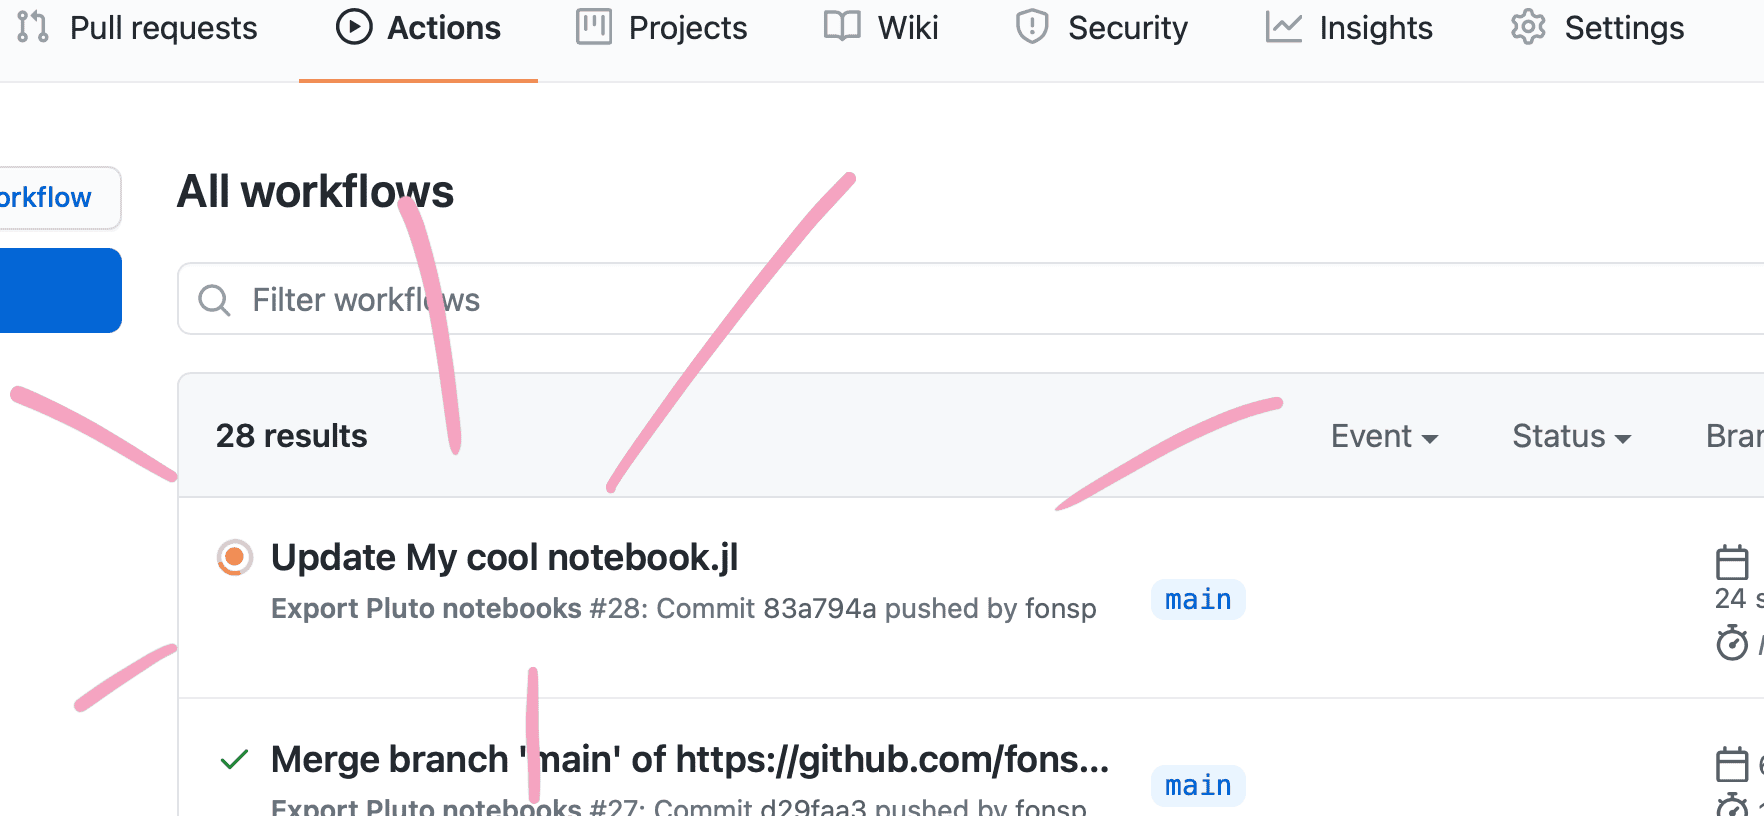 Pull requests Actions Projects Wiki Security Insights Settings
All workflows
orkflow
Filter workflows
28 results Event Status Bran
Update My cool notebook.jl
Export Pluto notebooks #28: Commit 83a794a pushed by fonsp
main
24 s
Merge branch 'main' of https://github.com/fons...
main
Export Pluto notebooks #27: Commit d29faa3 pushed by fonsp